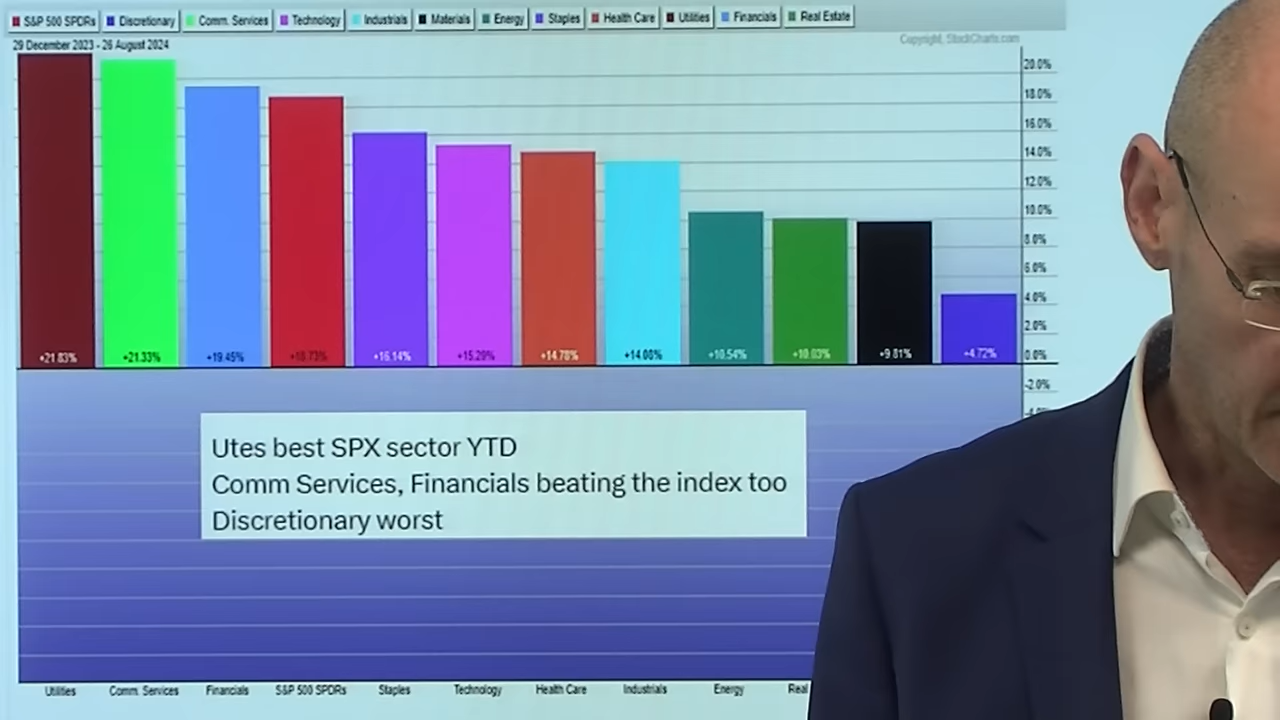 S&P 500 SPDRs Discretionary Comm. Services Technology Industrials Materials Energy Staples Health Care Utilities Financials Real Estate
29 December 2023 - 26 August 2024
Copyright, StockCharts.com
20.0%
18.0%
16.0%
14.0%
12.0%
10.0%
8.0%
6.0%
4.0%
2.0%
0.0%
-2.0%
-4.0%
+21.83% +21.33% +19.45% +18.73% +16.14% +15.29% +14.78% +14.00% +10.54% +10.03% +9.81% +4.72%
Utes best SPX sector YTD
Comm Services, Financials beating the index too
Discretionary worst
Utilities Comm. Services Financials S&P 500 SPDRs Staples Technology Health Care Industrials Energy Real